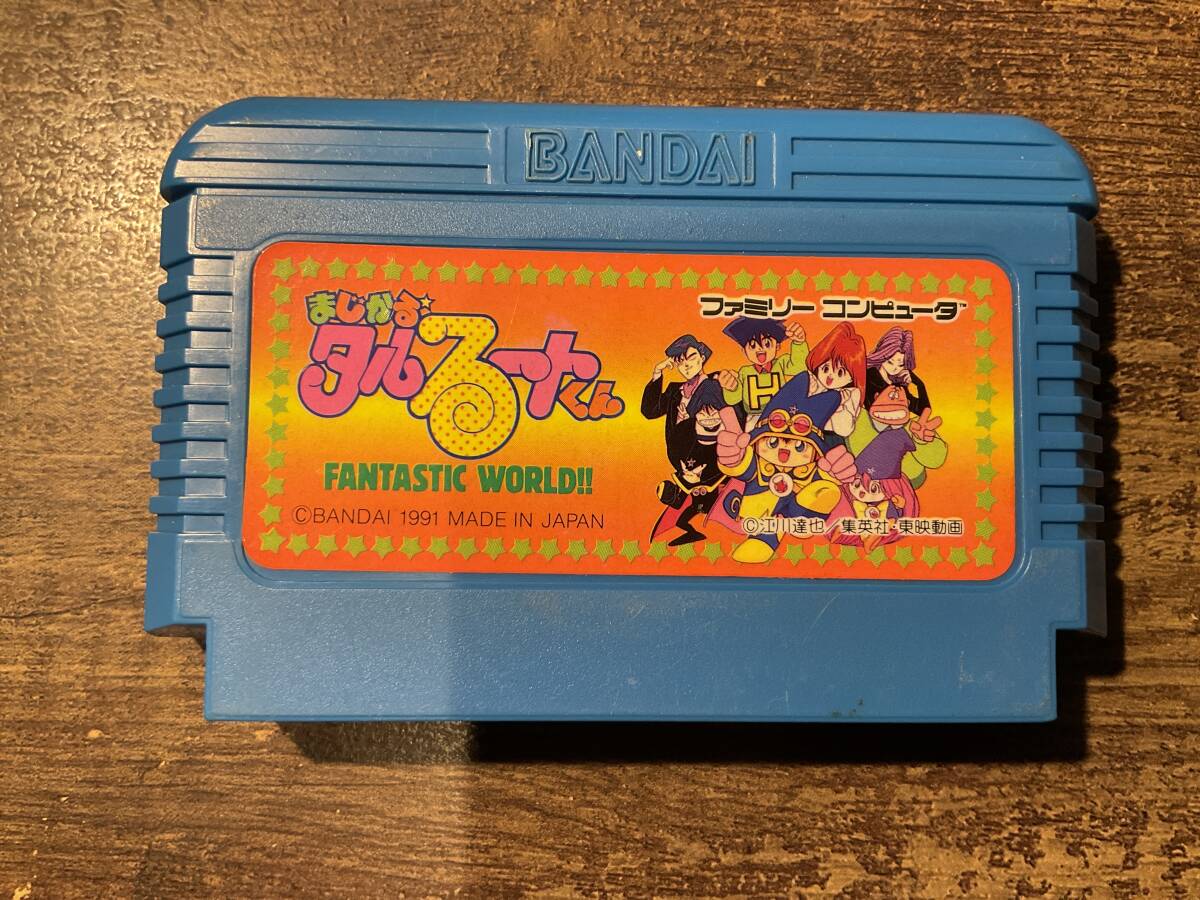 BANDAI
まじかる☆
タルるートくん
FANTASTIC WORLD!!
©BANDAI 1991 MADE IN JAPAN
ファミリー コンピュータ™
H
©江川達也/集英社・東映動画